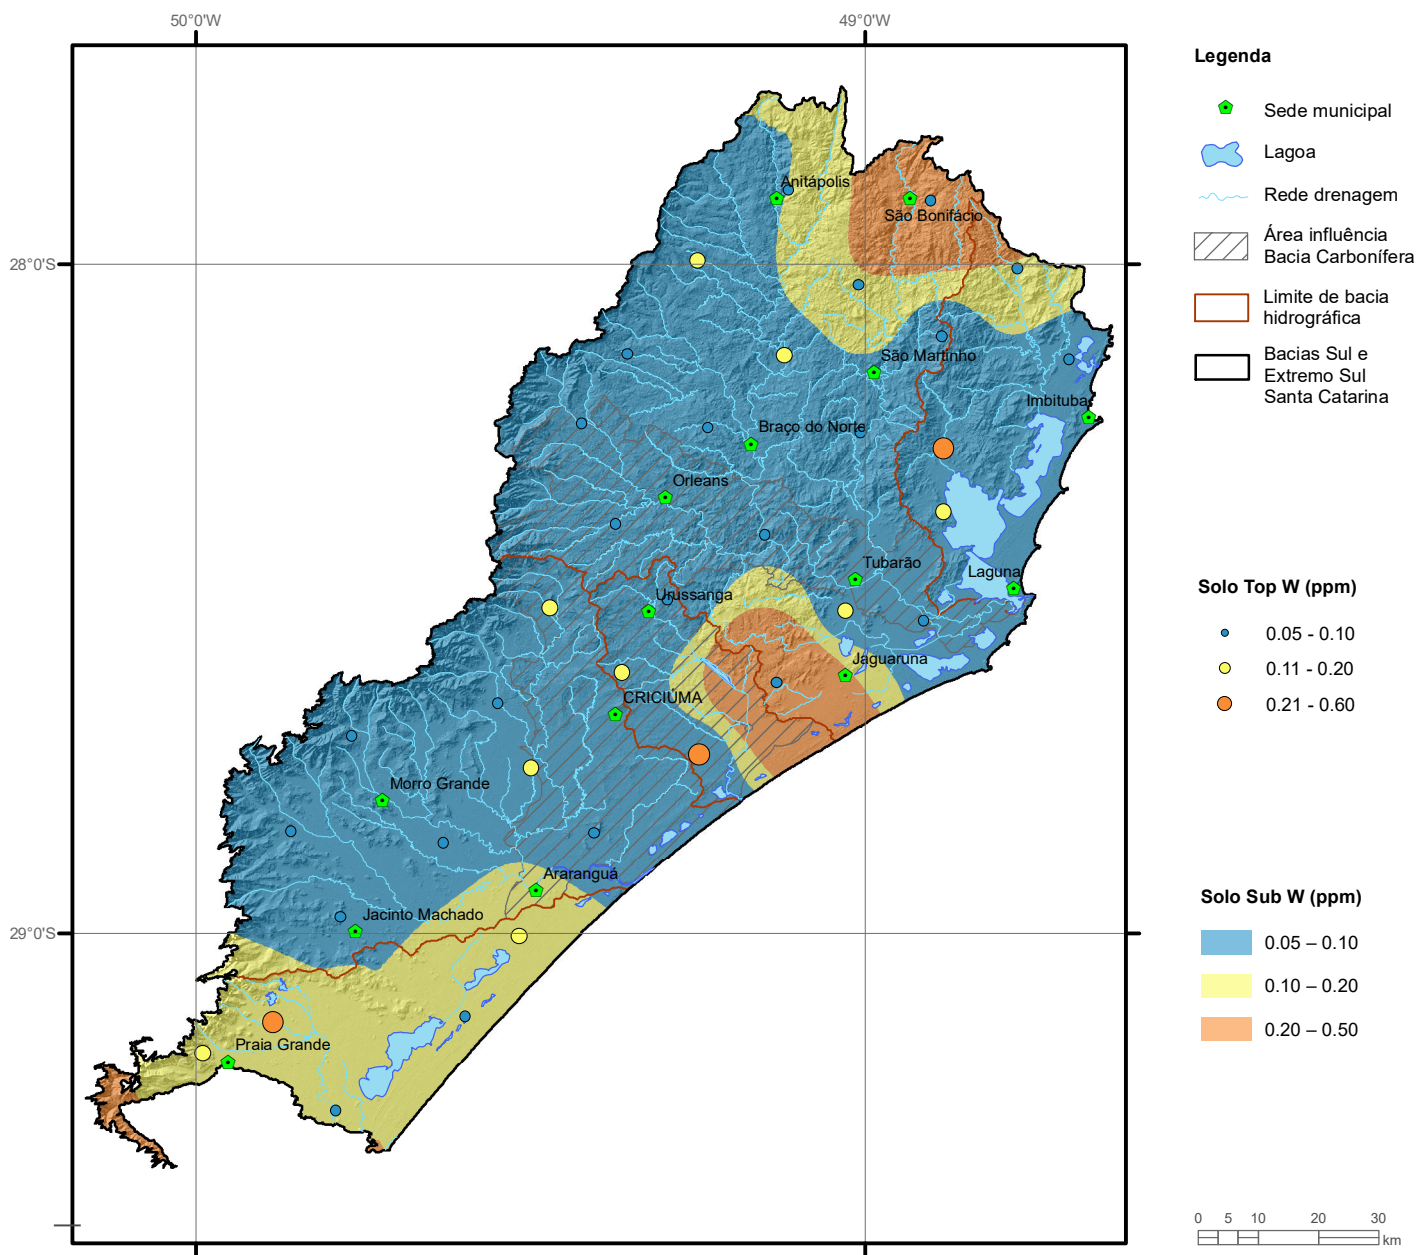 50°0'W
49°0'W
28°0'S
29°0'S
Anitápolis
São Bonifácio
São Martinho
Imbituba
Braço do Norte
Orleans
Tubarão
Laguna
Urussanga
Jaguaruna
CRICIÚMA
Morro Grande
Araranguá
Jacinto Machado
Praia Grande
Legenda
Sede municipal
Lagoa
Rede drenagem
Área influência
Bacia Carbonífera
Limite de bacia
hidrográfica
Bacias Sul e
Extremo Sul
Santa Catarina
Solo Top W (ppm)
0.05 - 0.10
0.11 - 0.20
0.21 - 0.60
Solo Sub W (ppm)
0.05 – 0.10
0.10 – 0.20
0.20 – 0.50
0 5 10 20 30
km